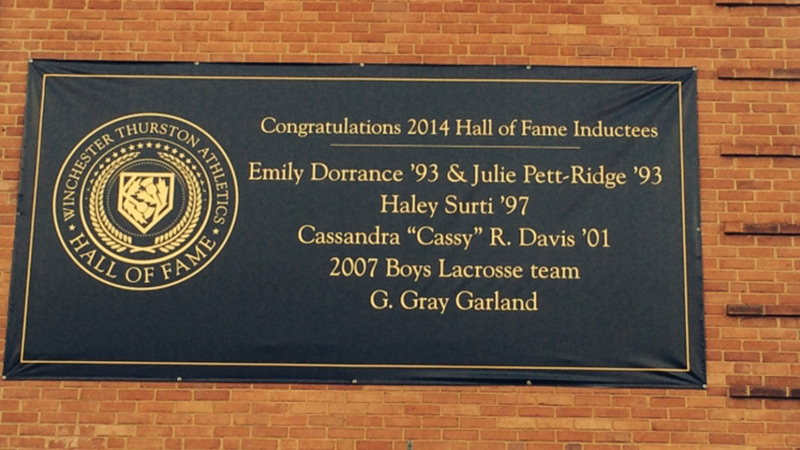 WINCHESTER THURSTON ATHLETICS
HALL OF FAME
Congratulations 2014 Hall of Fame Inductees
Emily Dorrance '93 & Julie Pett-Ridge '93
Haley Surti '97
Cassandra "Cassy" R. Davis '01
2007 Boys Lacrosse team
G. Gray Garland